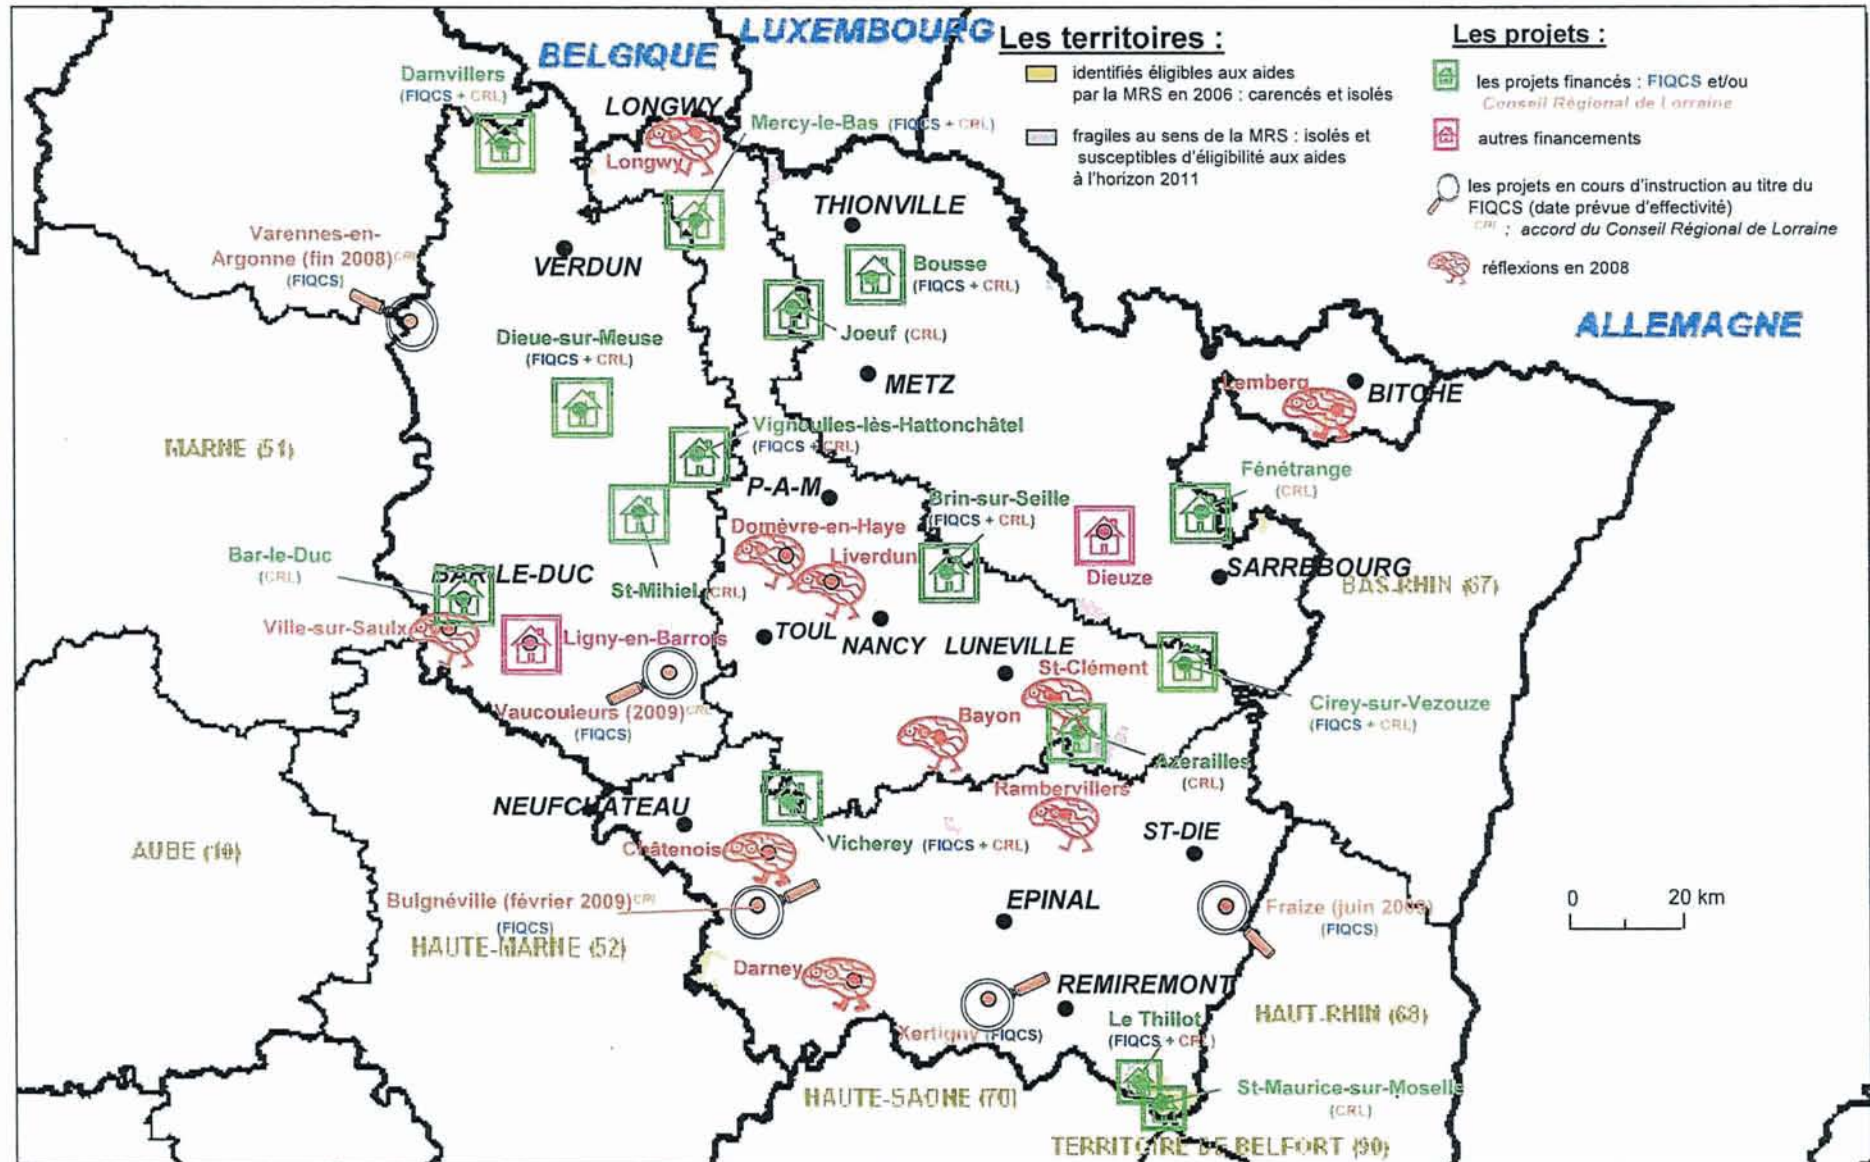 LUXEMBOURG
BELGIQUE
ALLEMAGNE
Les territoires :
identifiés éligibles aux aides
par la MRS en 2006 : carencés et isolés
fragiles au sens de la MRS : isolés et
susceptibles d'éligibilité aux aides
à l'horizon 2011
Les projets :
les projets financés : FIQCS et/ou
Conseil Régional de Lorraine
autres financements
les projets en cours d'instruction au titre du
FIQCS (date prévue d'effectivité)
CRL : accord du Conseil Régional de Lorraine
réflexions en 2008
Damvillers
(FIQCS + CRL)
LONGWY
Longwy
Mercy-le-Bas (FIQCS + CRL)
THIONVILLE
Varennes-en-
Argonne (fin 2008) CRL
(FIQCS)
VERDUN
Bousse
(FIQCS + CRL)
Joeuf (CRL)
Dieue-sur-Meuse
(FIQCS + CRL)
METZ
Lemberg
BITCHE
MARNE (51)
Vigneulles-lès-Hattonchâtel
(FIQCS + CRL)
Fénétrange
(CRL)
P-A-M
Brin-sur-Seille
(FIQCS + CRL)
Domèvre-en-Haye
Liverdun
Dieuze
SARREBOURG
BAS-RHIN (67)
Bar-le-Duc
(CRL)
BAR-LE-DUC
St-Mihiel (CRL)
Ville-sur-Saulx
Ligny-en-Barrois
TOUL
NANCY
LUNEVILLE
St-Clément
Vaucouleurs (2009) CRL
(FIQCS)
Bayon
Cirey-sur-Vezouze
(FIQCS + CRL)
Azerailles
(CRL)
NEUFCHATEAU
Rambervillers
AUBE (10)
Châtenois
Vicherey (FIQCS + CRL)
ST-DIE
Bulgnéville (février 2009) CRL
(FIQCS)
HAUTE-MARNE (52)
EPINAL
Fraize (juin 2009)
(FIQCS)
0 20 km
Darney
REMIREMONT
Xertigny (FIQCS)
Le Thillot
(FIQCS + CRL)
HAUT-RHIN (68)
HAUTE-SAONE (70)
St-Maurice-sur-Moselle
(CRL)
TERRITOIRE DE BELFORT (90)